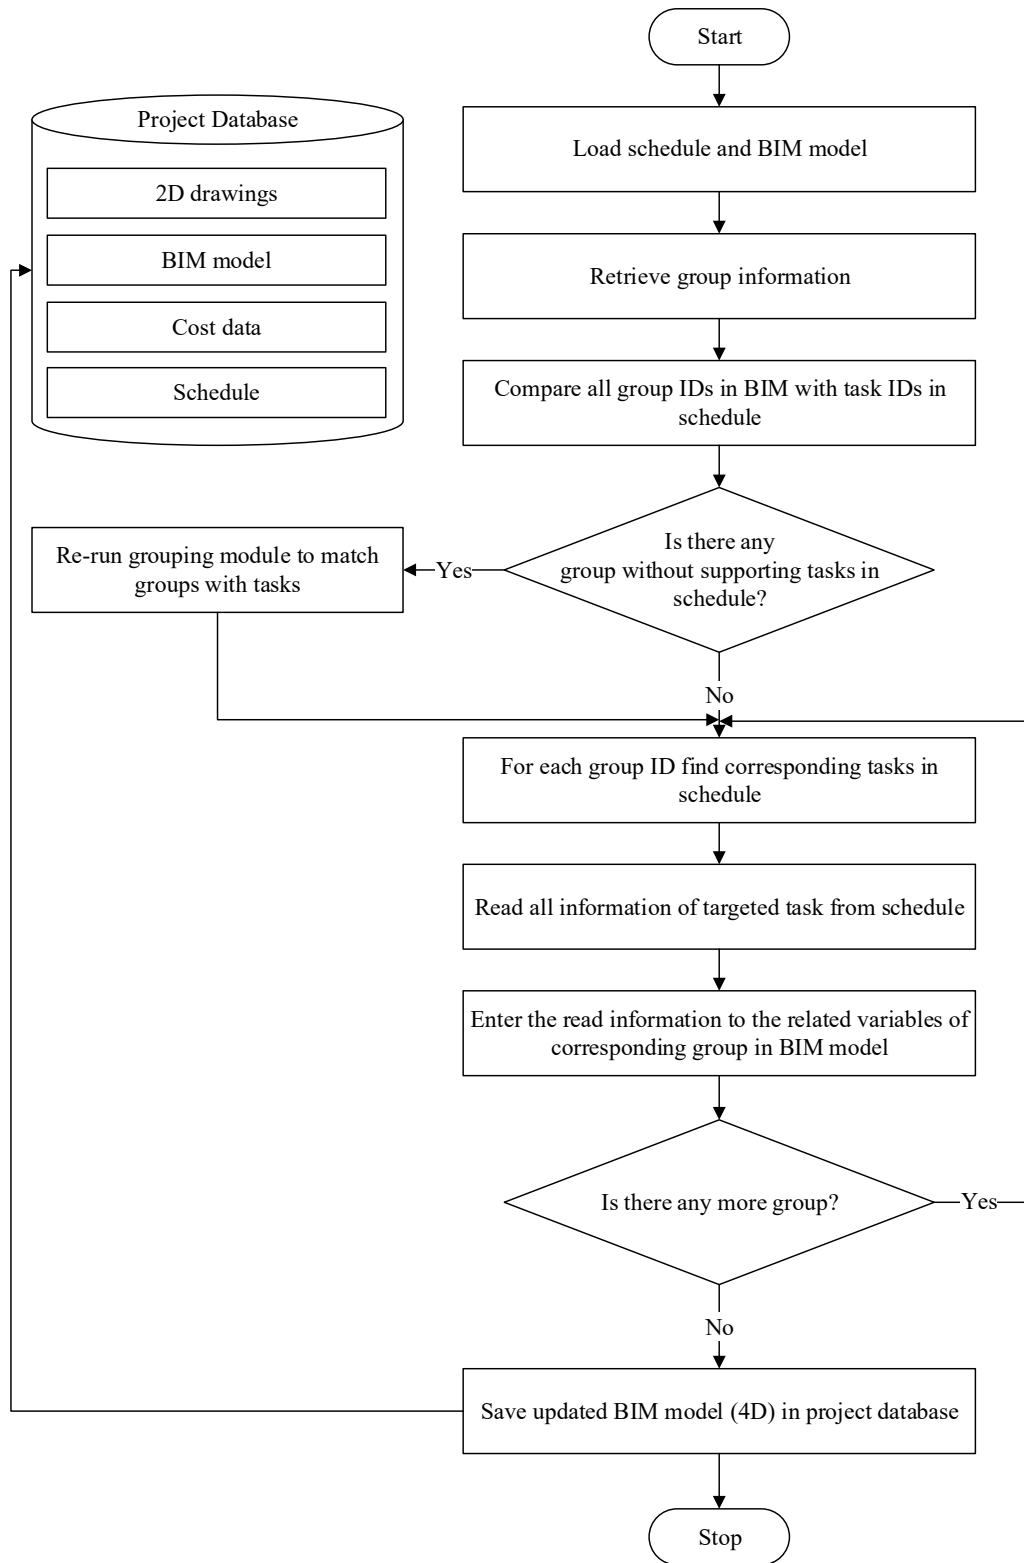 Start
Project Database
2D drawings
BIM model
Cost data
Schedule
Load schedule and BIM model
Retrieve group information
Compare all group IDs in BIM with task IDs in
schedule
Is there any
group without supporting tasks in
schedule?
Yes
Re-run grouping module to match
groups with tasks
No
For each group ID find corresponding tasks in
schedule
Read all information of targeted task from schedule
Enter the read information to the related variables of
corresponding group in BIM model
Is there any more group?
Yes
No
Save updated BIM model (4D) in project database
Stop